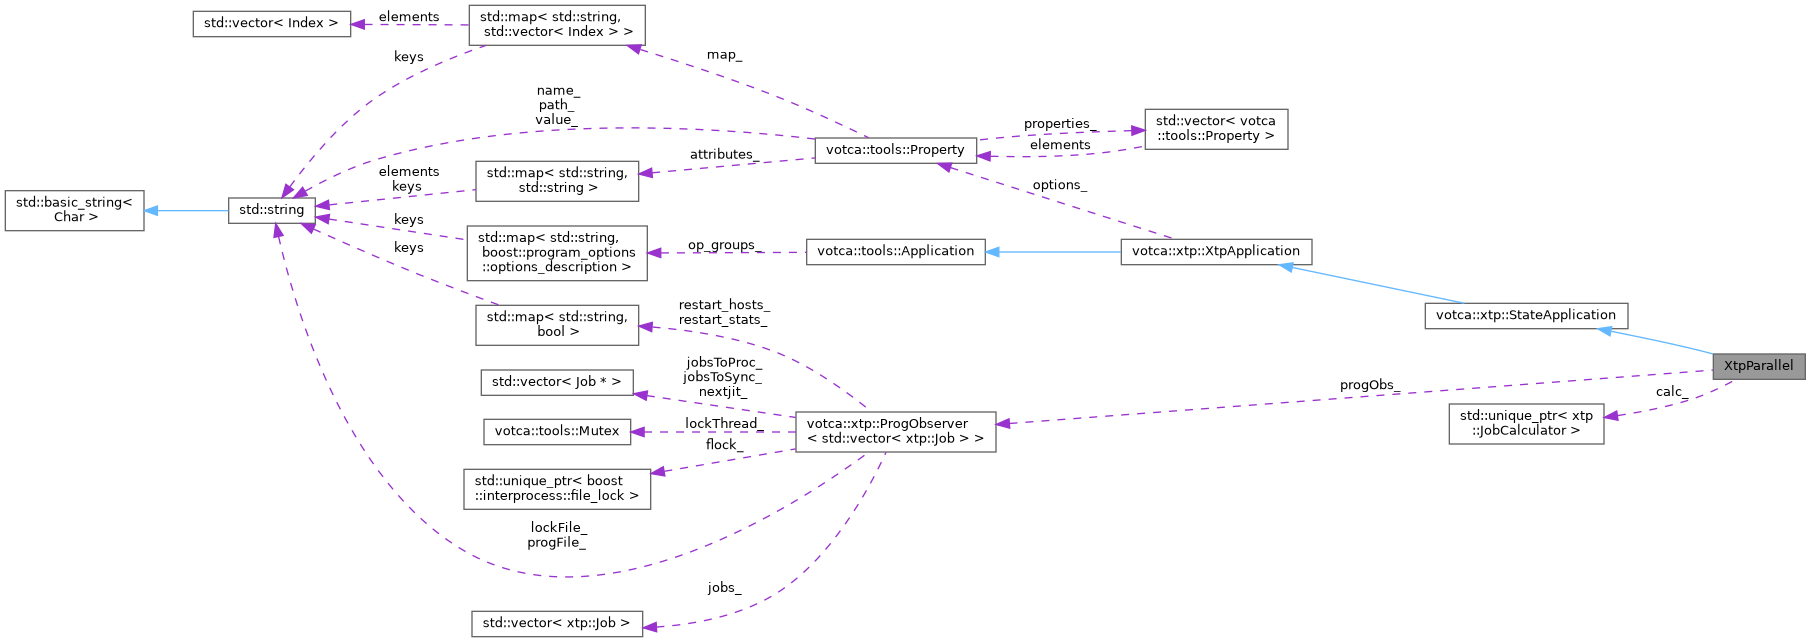 std::vector< Index >
elements
std::map< std::string,
std::vector< Index > >
keys
map_
name_
path_
value_
std::vector< votca
::tools::Property >
properties_
elements
votca::tools::Property
attributes_
elements
keys
std::map< std::string,
std::string >
options_
std::basic_string<
Char >
std::string
keys
keys
std::map< std::string,
boost::program_options
::options_description >
op_groups_
votca::tools::Application
votca::xtp::XtpApplication
std::map< std::string,
bool >
restart_hosts_
restart_stats_
votca::xtp::StateApplication
XtpParallel
std::vector< Job * >
jobsToProc_
jobsToSync_
nextjit_
progObs_
calc_
votca::tools::Mutex
lockThread_
flock_
votca::xtp::ProgObserver
< std::vector< xtp::Job > >
std::unique_ptr< xtp
::JobCalculator >
std::unique_ptr< boost
::interprocess::file_lock >
lockFile_
progFile_
jobs_
std::vector< xtp::Job >